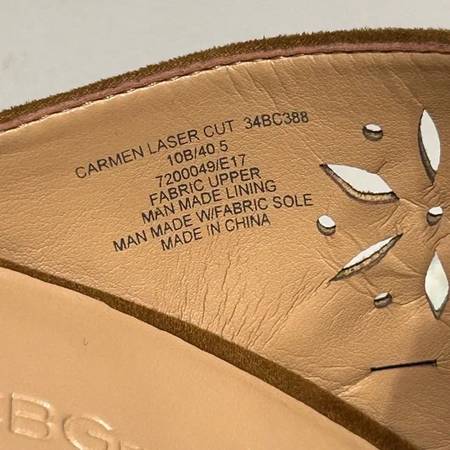 CARMEN LASER CUT 34BC388
10B/40.5
7200049/E17
FABRIC UPPER
MAN MADE LINING
MAN MADE W/FABRIC SOLE
MADE IN CHINA